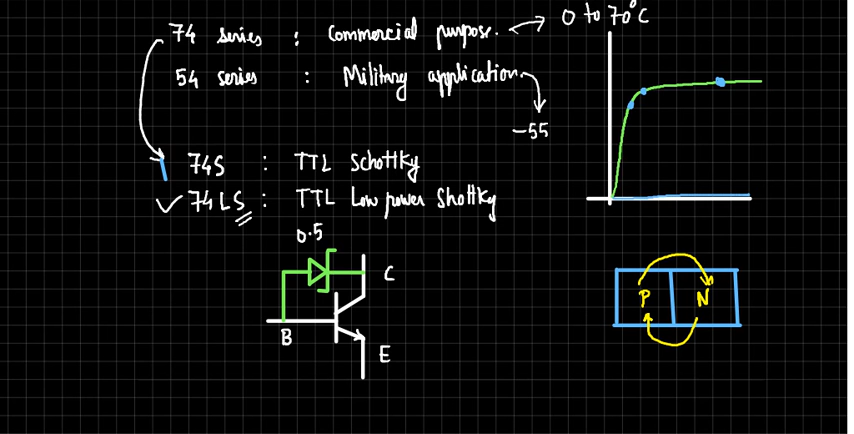 74 series : Commercial purpose. 0 to 70°C
54 series : Military application.
-55
74S : TTL Schottky
74LS : TTL Low power Shottky
0.5
C
B
E
P N